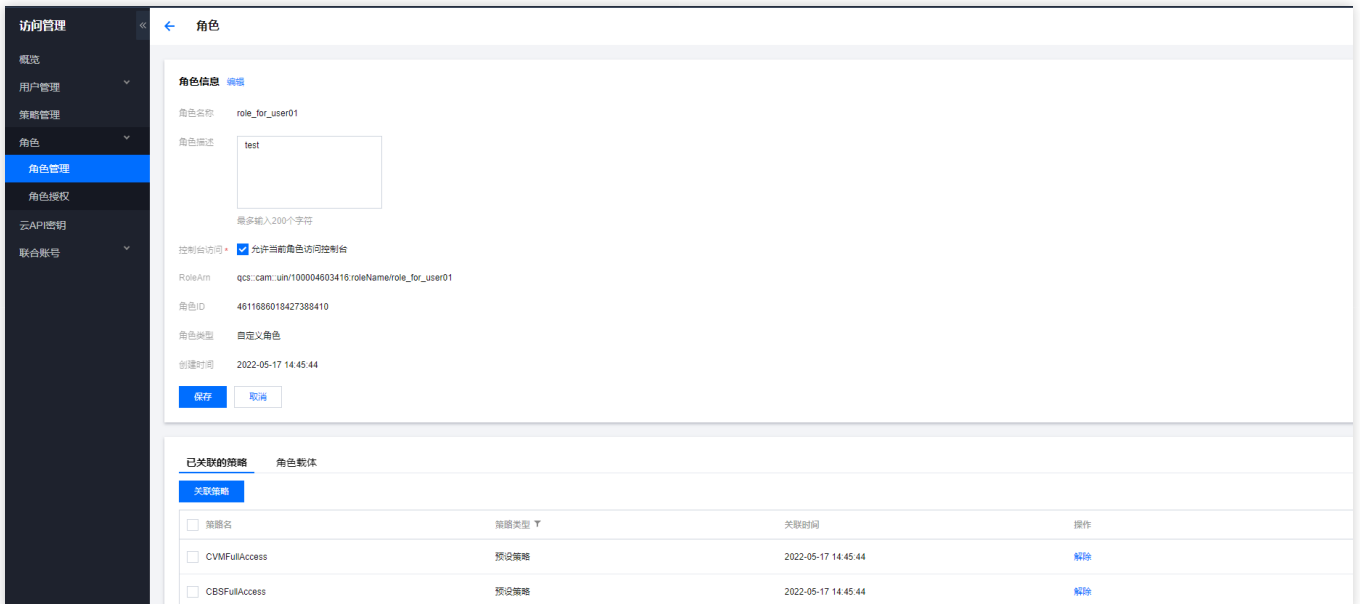 访问管理
«
← 角色
概览
用户管理
策略管理
角色
角色管理
角色授权
云API密钥
联合账号
角色信息 编辑
角色名称 role_for_user01
角色描述 test
最多输入200个字符
控制台访问 * 允许当前角色访问控制台
RoleArn qcs::cam::uin/100004603416:roleName/role_for_user01
角色ID 4611686018427388410
角色类型 自定义角色
创建时间 2022-05-17 14:45:44
保存 取消
已关联的策略 角色载体
关联策略
策略名 策略类型 关联时间 操作
CVMFullAccess 预设策略 2022-05-17 14:45:44 解除
CBSFullAccess 预设策略 2022-05-17 14:45:44 解除